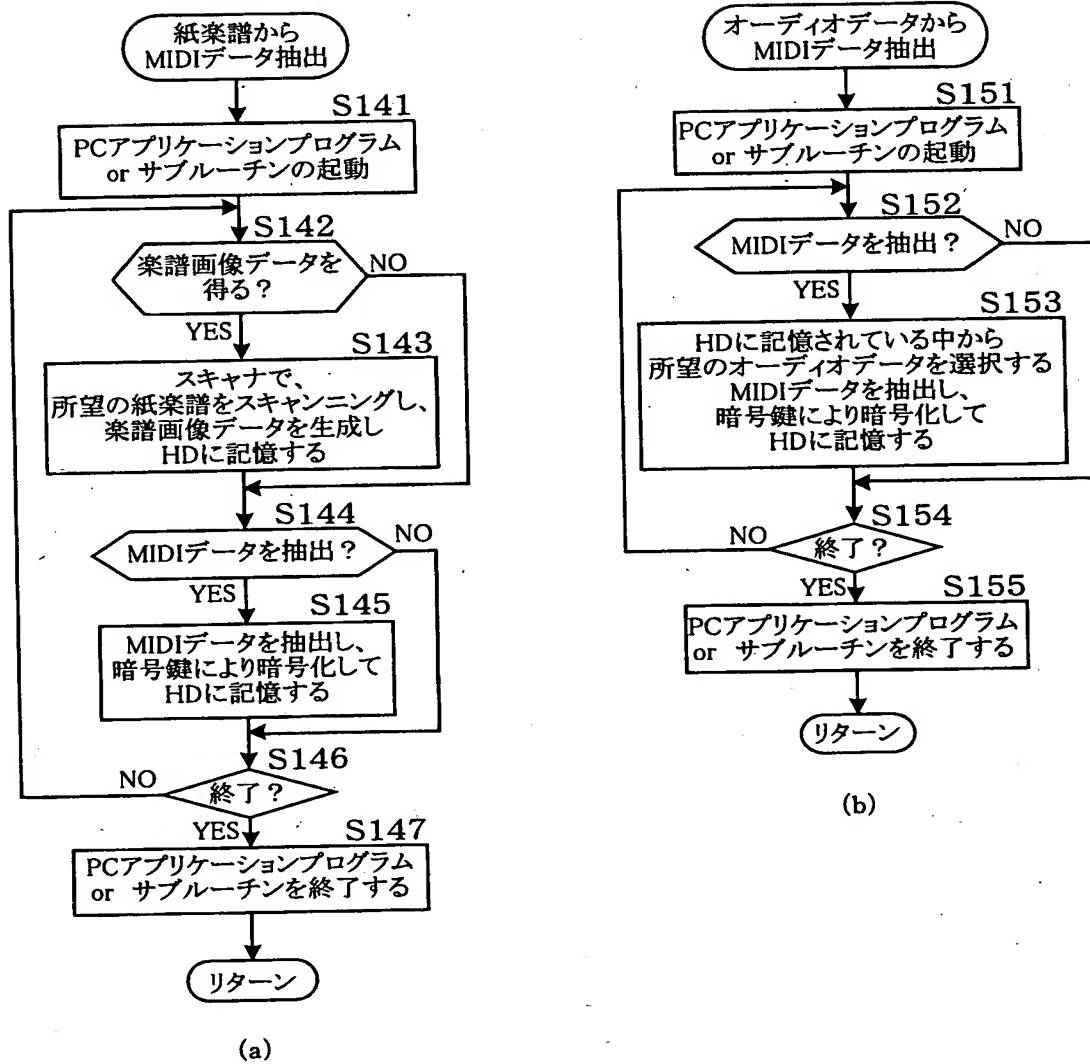 紙楽譜から
MIDIデータ抽出
S141
PCアプリケーションプログラム
or サブルーチンの起動
S142
楽譜画像データを
得る？
NO
YES
S143
スキャナで、
所望の紙楽譜をスキャンニングし、
楽譜画像データを生成し
HDに記憶する
S144
MIDIデータを抽出？
NO
YES
S145
MIDIデータを抽出し、
暗号鍵により暗号化して
HDに記憶する
S146
NO
終了？
YES
S147
PCアプリケーションプログラム
or サブルーチンを終了する
リターン
(a)
オーディオデータから
MIDIデータ抽出
S151
PCアプリケーションプログラム
or サブルーチンの起動
S152
MIDIデータを抽出？
NO
YES
S153
HDに記憶されている中から
所望のオーディオデータを選択する
MIDIデータを抽出し、
暗号鍵により暗号化して
HDに記憶する
S154
NO
終了？
YES
S155
PCアプリケーションプログラム
or サブルーチンを終了する
リターン
(b)